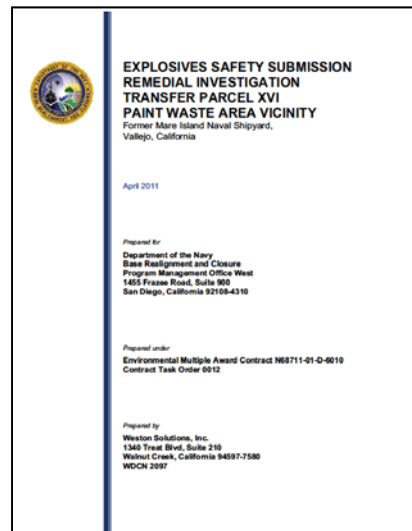 EXPLOSIVES SAFETY SUBMISSION
REMEDIAL INVESTIGATION
TRANSFER PARCEL XVI
PAINT WASTE AREA VICINITY
Former Mare Island Naval Shipyard,
Vallejo, California
April 2011
Prepared for
Department of the Navy
Base Realignment and Closure
Program Management Office West
1455 Frazee Road, Suite 900
San Diego, California 92108-4310
Prepared under
Environmental Multiple Award Contract N68711-01-D-6010
Contract Task Order 0012
Prepared by
Weston Solutions, Inc.
1340 Treat Blvd, Suite 210
Walnut Creek, California 94597-7580
WDCN 2097